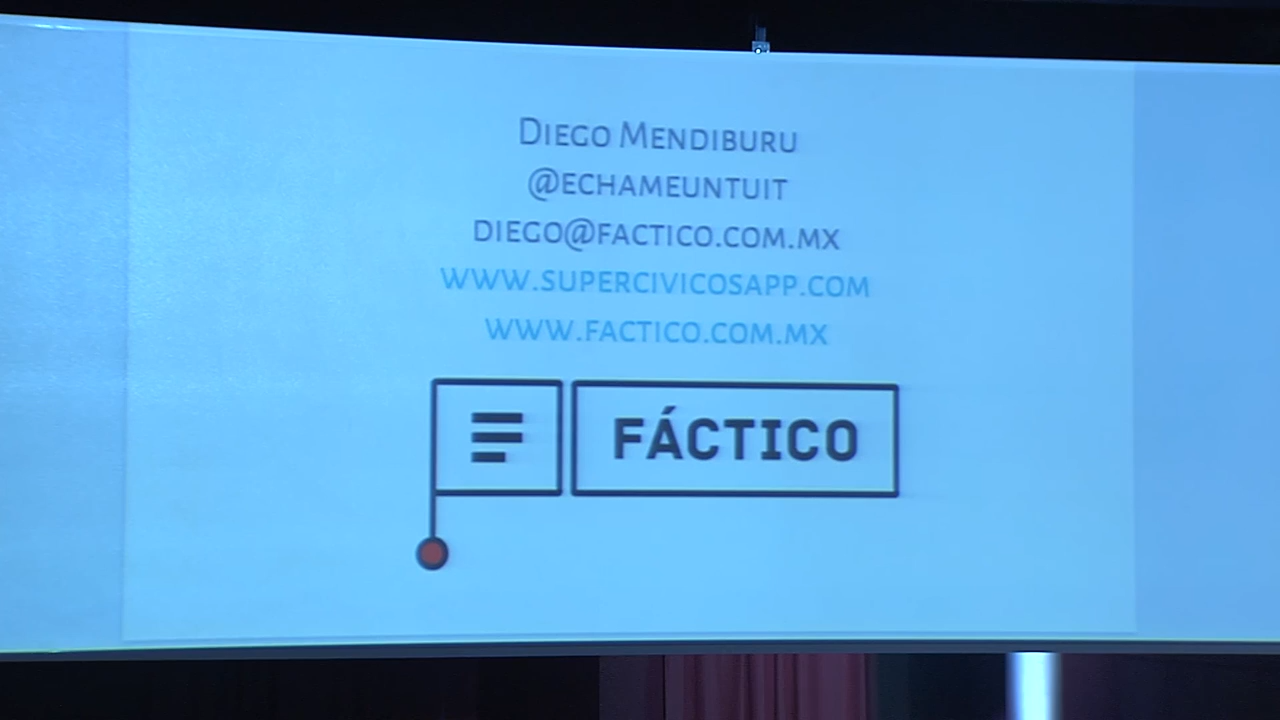 Diego Mendiburu
@echameuntuit
diego@factico.com.mx
www.supercivicosapp.com
www.factico.com.mx
FÁCTICO